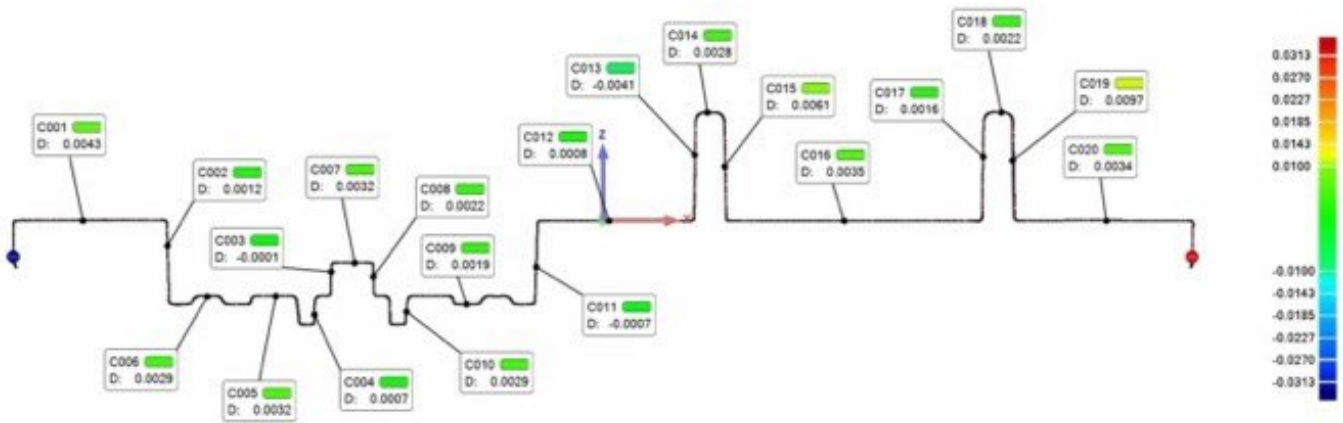 C001
D: 0.0043
C002
D: 0.0012
C003
D: -0.0001
C007
D: 0.0032
C008
D: 0.0022
C009
D: 0.0019
C006
D: 0.0029
C005
D: 0.0032
C004
D: 0.0007
C010
D: 0.0029
C011
D: -0.0007
C012
D: 0.0008
Z
X
C013
D: -0.0041
C014
D: 0.0028
C015
D: 0.0061
C016
D: 0.0035
C017
D: 0.0016
C018
D: 0.0022
C019
D: 0.0097
C020
D: 0.0034
0.0313
0.0270
0.0227
0.0185
0.0143
0.0100
-0.0100
-0.0143
-0.0185
-0.0227
-0.0270
-0.0313